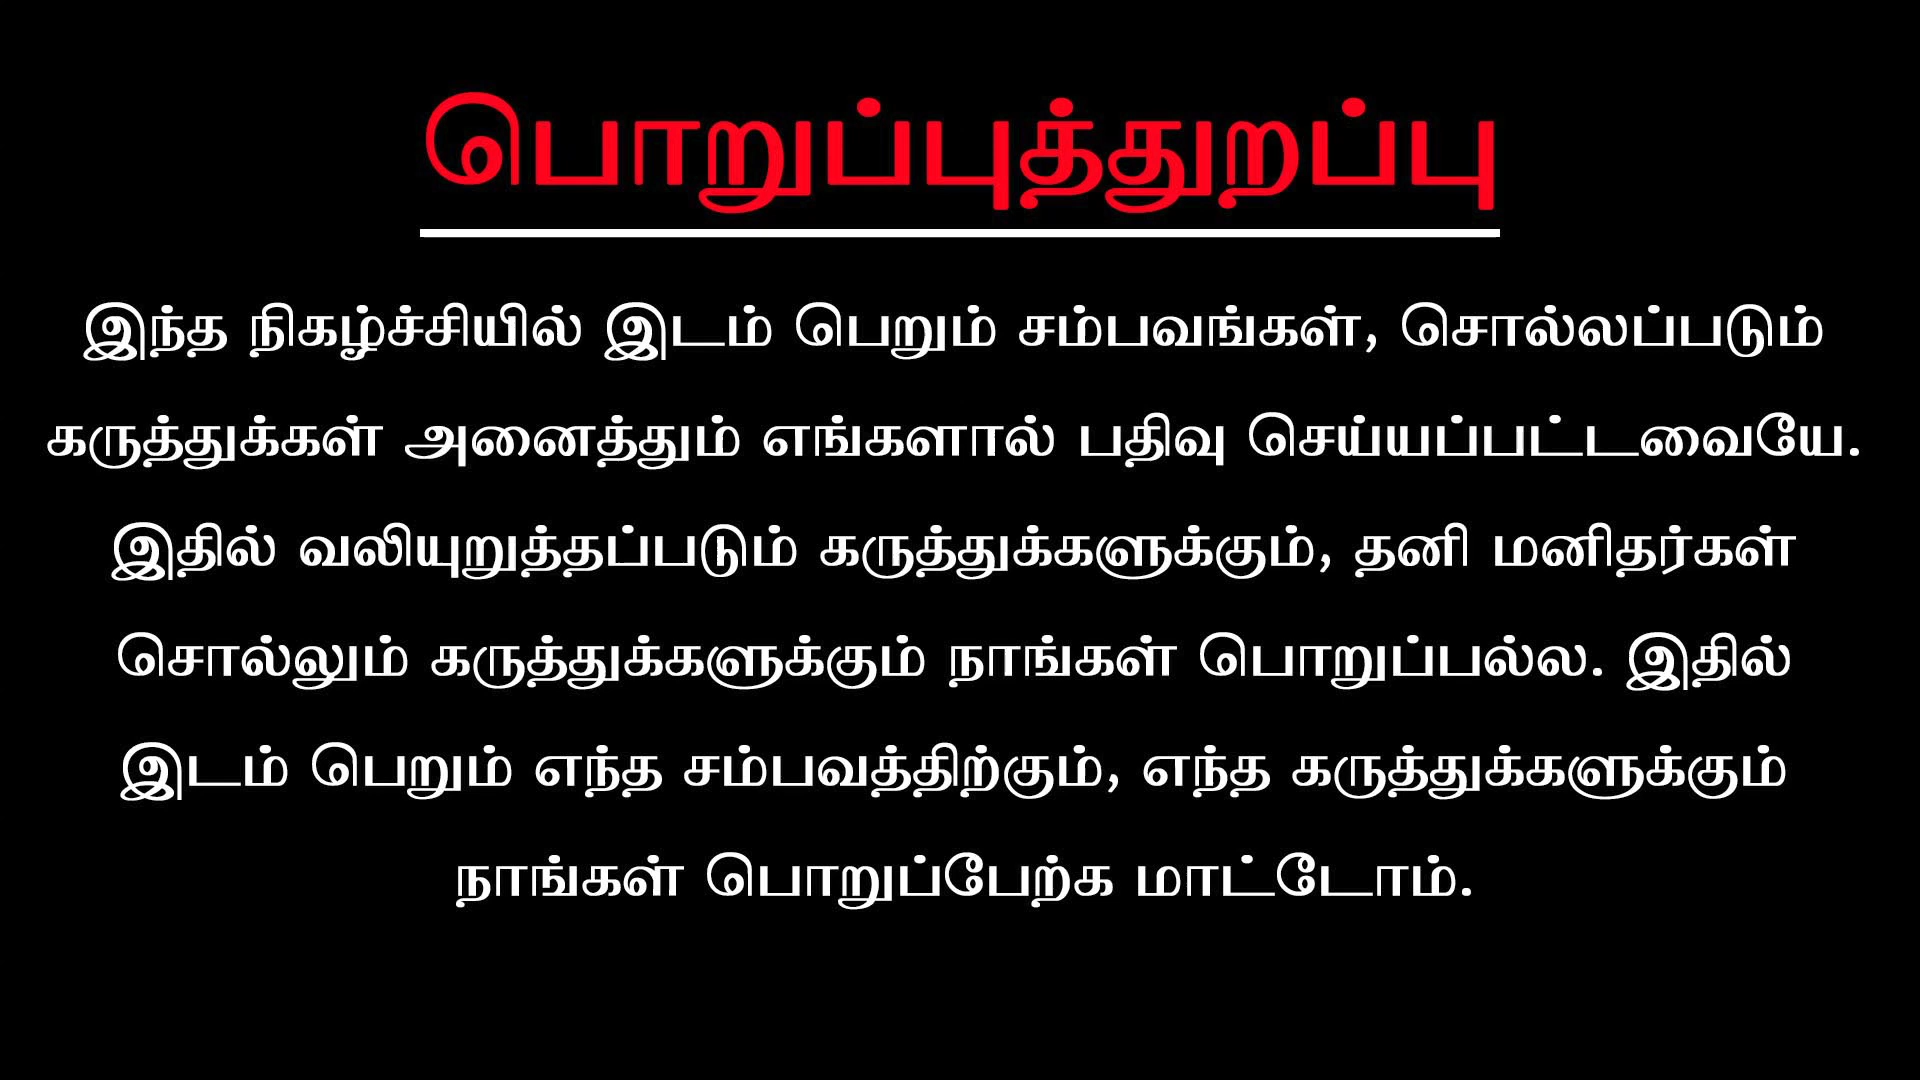 பொறுப்புத்துறப்பு
இந்த நிகழ்ச்சியில் இடம் பெறும் சம்பவங்கள், சொல்லப்படும்
கருத்துக்கள் அனைத்தும் எங்களால் பதிவு செய்யப்பட்டவையே.
இதில் வலியுறுத்தப்படும் கருத்துக்களுக்கும், தனி மனிதர்கள்
சொல்லும் கருத்துக்களுக்கும் நாங்கள் பொறுப்பல்ல. இதில்
இடம் பெறும் எந்த சம்பவத்திற்கும், எந்த கருத்துக்களுக்கும்
நாங்கள் பொறுப்பேற்க மாட்டோம்.